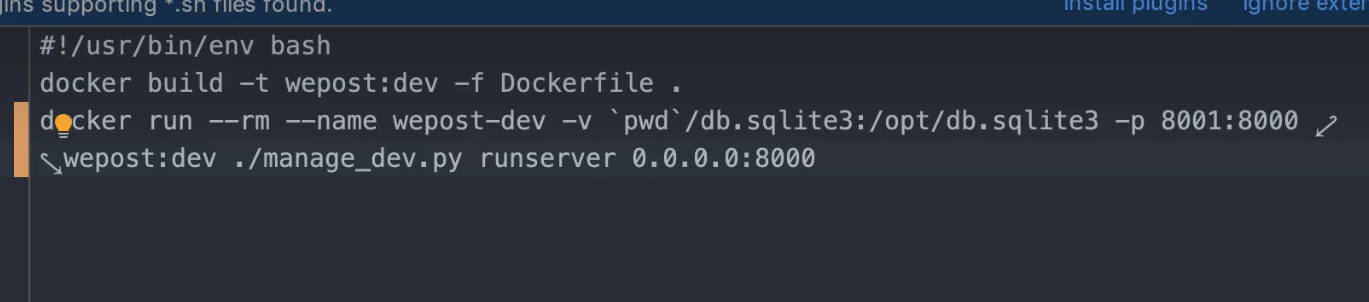 plugins supporting *.sh files found.
Install plugins
Ignore exter
#!/usr/bin/env bash
docker build -t wepost:dev -f Dockerfile .
docker run --rm --name wepost-dev -v `pwd`/db.sqlite3:/opt/db.sqlite3 -p 8001:8000
wepost:dev ./manage_dev.py runserver 0.0.0.0:8000